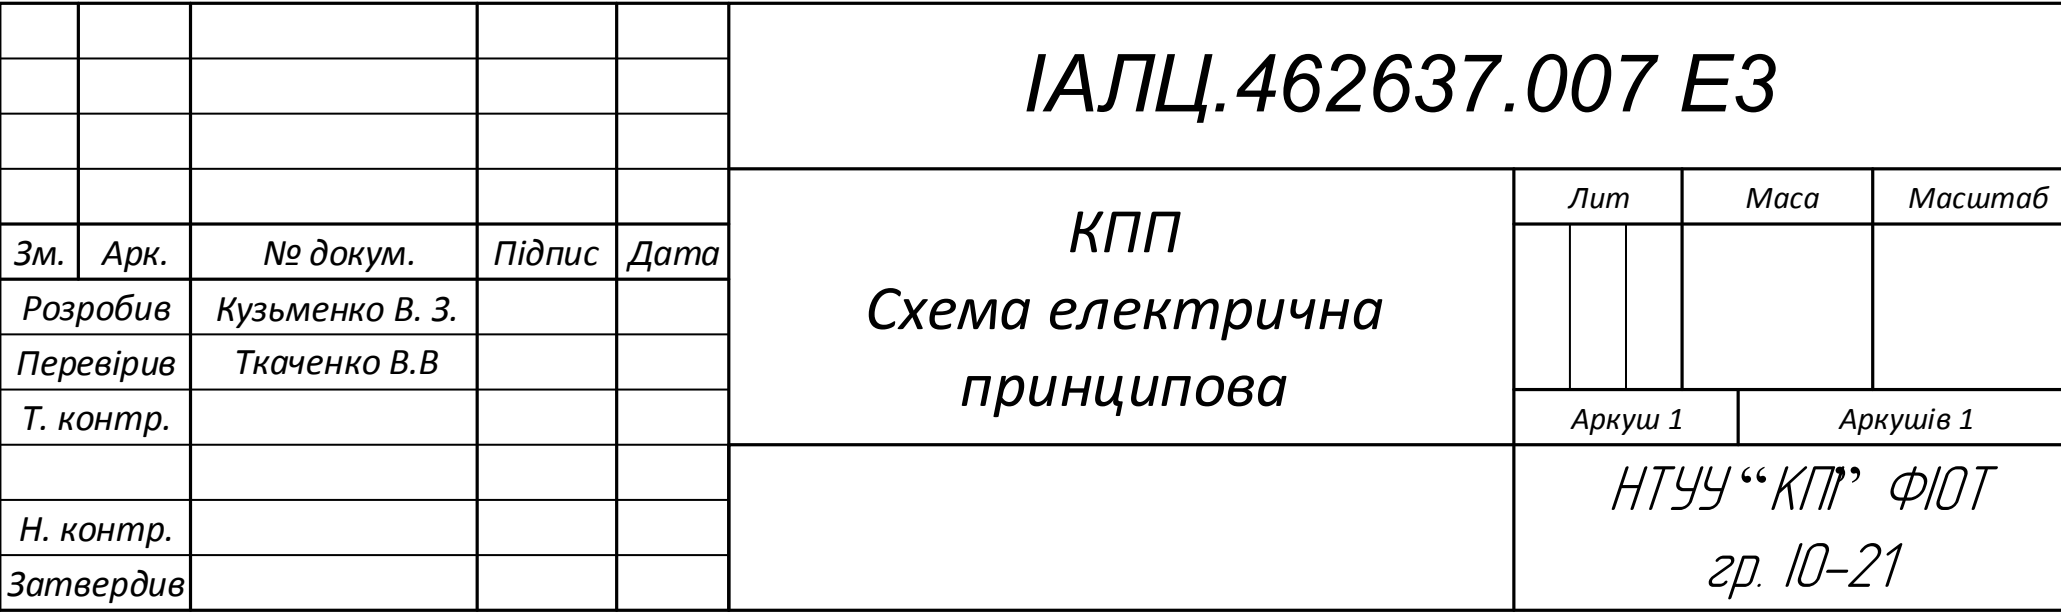 ІАЛЦ.462637.007 Е3
КПП
Схема електрична
принципова
Лит Маса Масштаб
Зм. Арк. № докум. Підпис Дата
Розробив Кузьменко В. З.
Перевірив Ткаченко В.В
Т. контр.
Аркуш 1 Аркушів 1
Н. контр.
Затвердив
НТУУ “КПІ” ФІОТ
гр. ІО-21